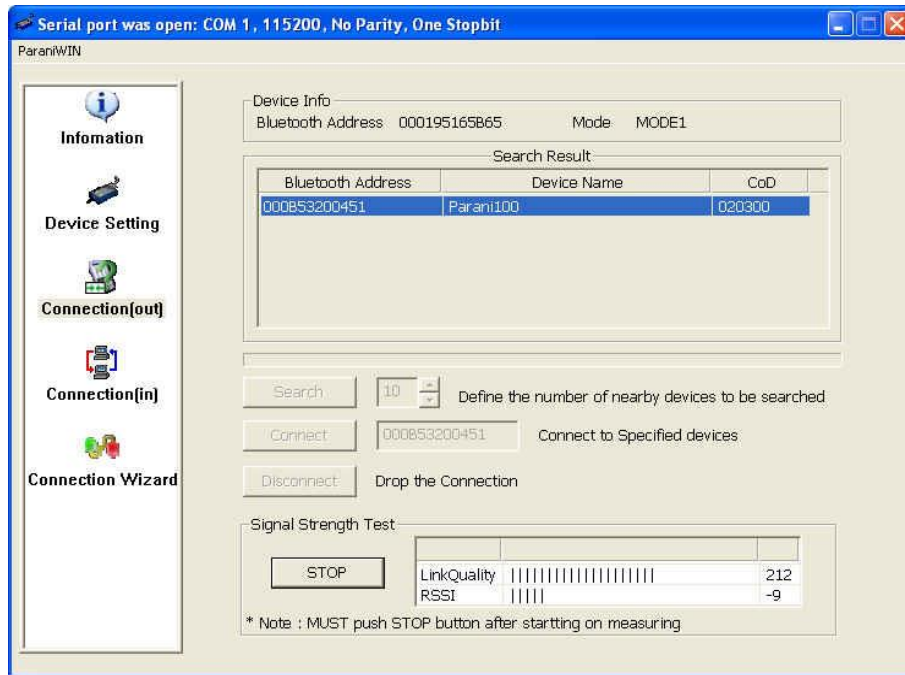 Serial port was open: COM 1, 115200, No Parity, One Stopbit
ParaniWIN
Infomation
Device Setting
Connection(out)
Connection(in)
Connection Wizard
Device Info
Bluetooth Address 000195165B65 Mode MODE1
Search Result
Bluetooth Address Device Name CoD
000B53200451 Parani100 020300
Search 10 Define the number of nearby devices to be searched
Connect 000B53200451 Connect to Specified devices
Disconnect Drop the Connection
Signal Strength Test
STOP
LinkQuality |||||||||||||||||||| 212
RSSI ||||| -9
* Note : MUST push STOP button after startting on measuring